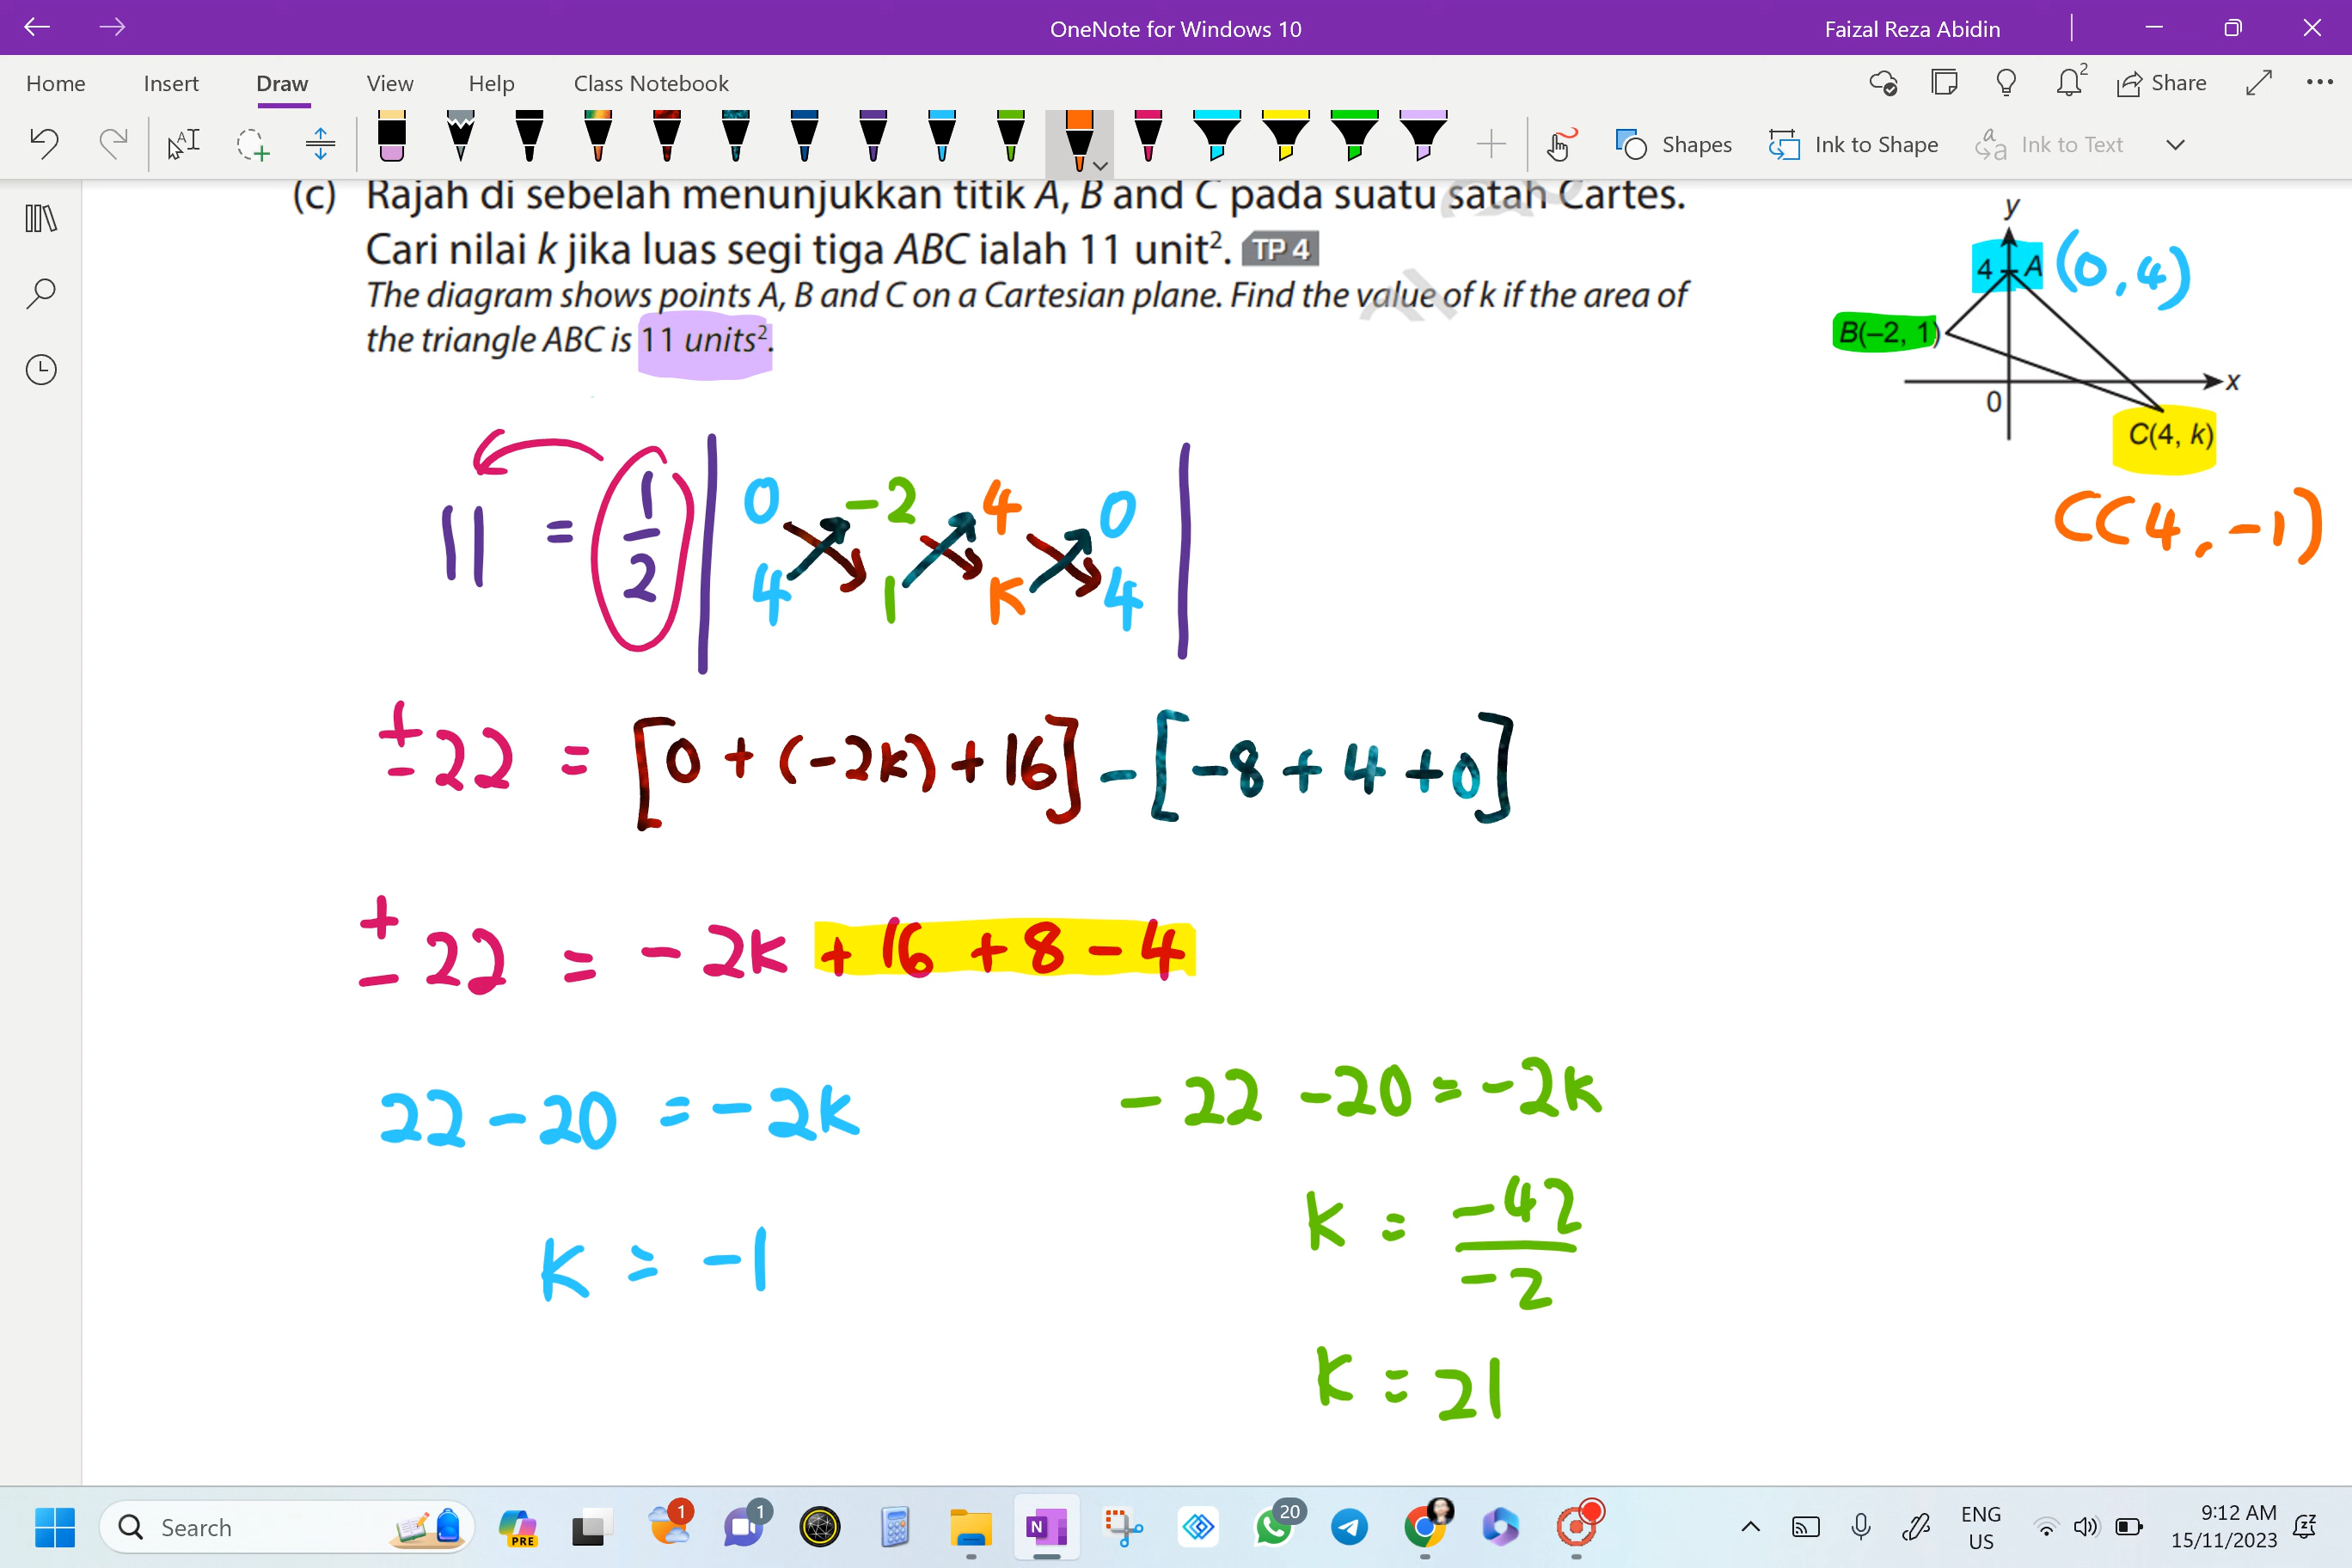 OneNote for Windows 10
Faizal Reza Abidin
Home Insert Draw View Help Class Notebook
2
Share
Shapes Ink to Shape Ink to Text
(c) Rajah di sebelah menunjukkan titik A, B and C pada suatu satah Cartes.
Cari nilai k jika luas segi tiga ABC ialah 11 unit². TP 4
The diagram shows points A, B and C on a Cartesian plane. Find the value of k if the area of
the triangle ABC is 11 units².
y
4 A (0, 4)
B(–2, 1)
x
0
C(4, k)
C(4, -1)
11 = 1/2 | 0 -2 4 0
4 1 k 4 |
± 22 = [0 + (-2k) + 16] - [-8 + 4 + 0]
± 22 = -2k + 16 + 8 - 4
22 - 20 = -2k
k = -1
-22 - 20 = -2k
k = -42/-2
k = 21
Search
PRE
1
1
N
20
ENG
US
9:12 AM
15/11/2023